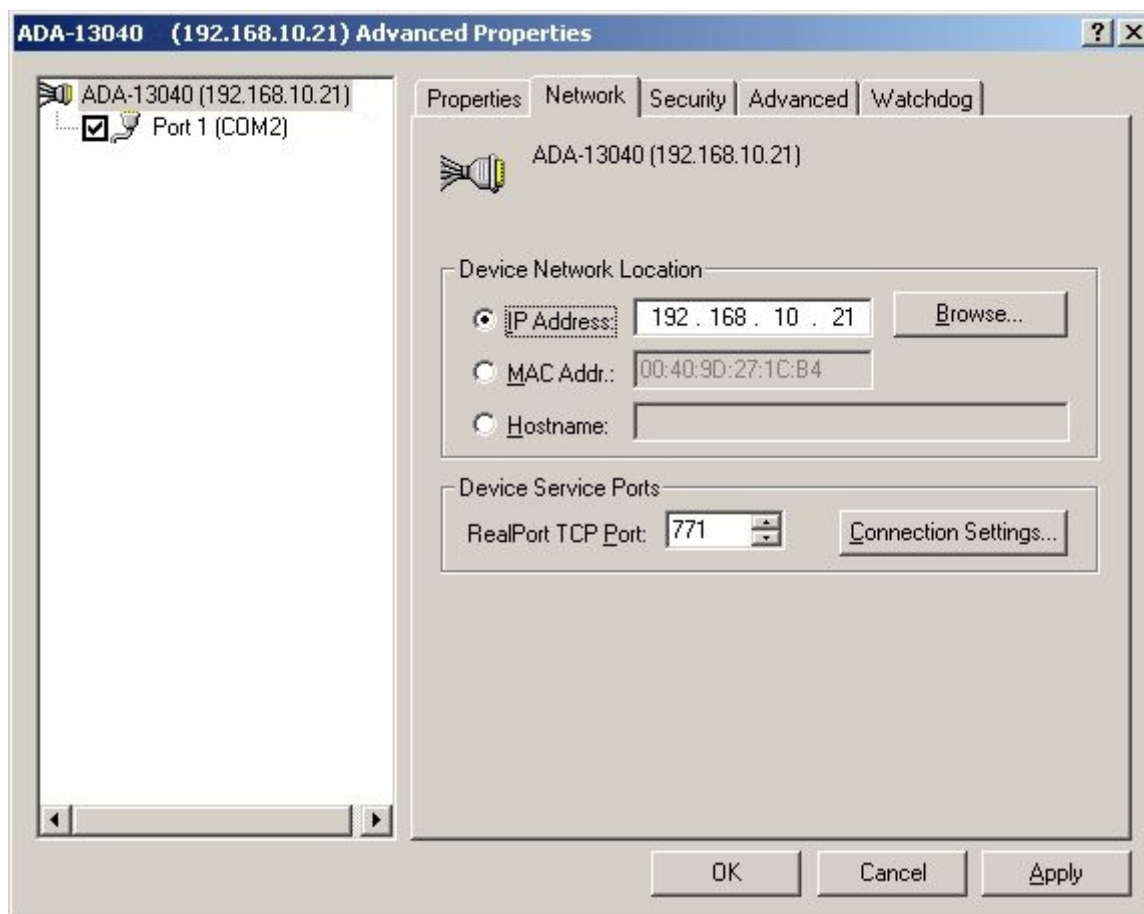 ADA-13040 (192.168.10.21) Advanced Properties
ADA-13040 (192.168.10.21)
Port 1 (COM2)
Properties Network Security Advanced Watchdog
ADA-13040 (192.168.10.21)
Device Network Location
IP Address: 192 . 168 . 10 . 21 Browse...
MAC Addr.: 00:40:9D:27:1C:B4
Hostname:
Device Service Ports
RealPort TCP Port: 771 Connection Settings...
OK Cancel Apply